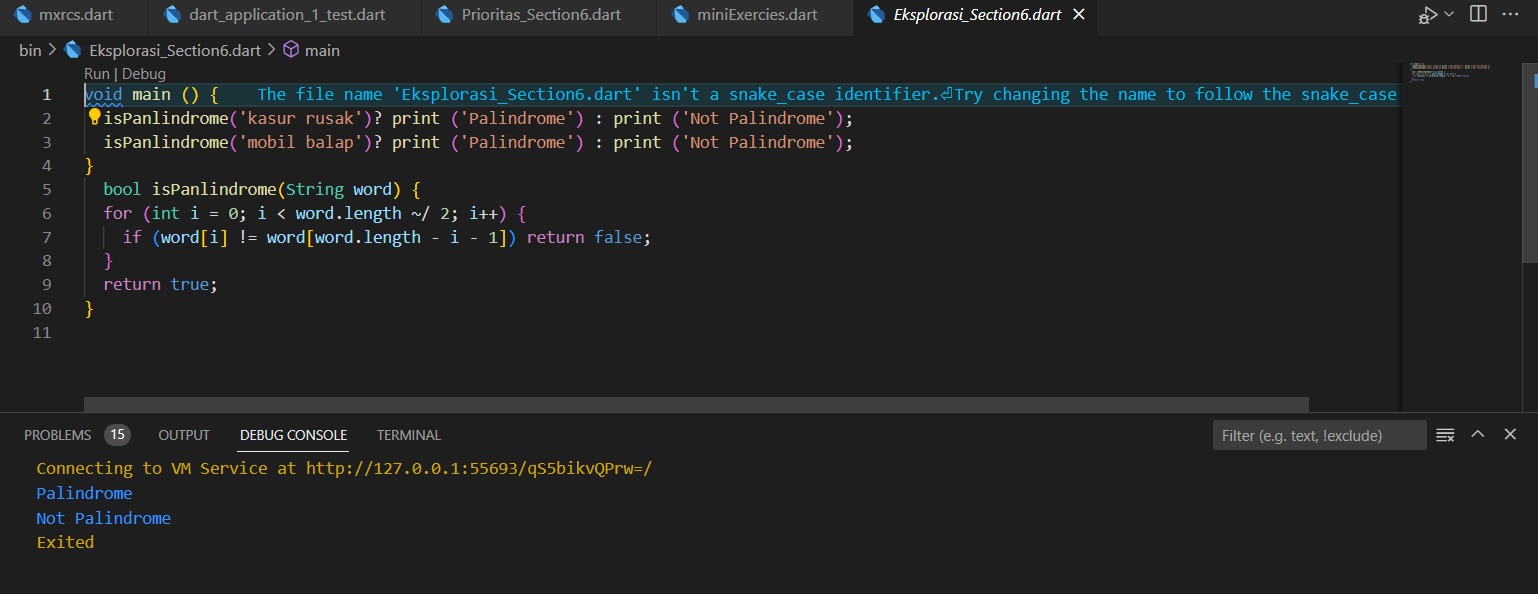 mxrcs.dart dart_application_1_test.dart Prioritas_Section6.dart miniExercies.dart Eksplorasi_Section6.dart
bin > Eksplorasi_Section6.dart > main
Run | Debug
1 void main () { The file name 'Eksplorasi_Section6.dart' isn't a snake_case identifier.⏎Try changing the name to follow the snake_case
2 isPanlindrome('kasur rusak')? print ('Palindrome') : print ('Not Palindrome');
3 isPanlindrome('mobil balap')? print ('Palindrome') : print ('Not Palindrome');
4 }
5 bool isPanlindrome(String word) {
6 for (int i = 0; i < word.length ~/ 2; i++) {
7 if (word[i] != word[word.length - i - 1]) return false;
8 }
9 return true;
10 }
11
PROBLEMS 15 OUTPUT DEBUG CONSOLE TERMINAL Filter (e.g. text, !exclude)
Connecting to VM Service at http://127.0.0.1:55693/qS5bikvQPrw=/
Palindrome
Not Palindrome
Exited